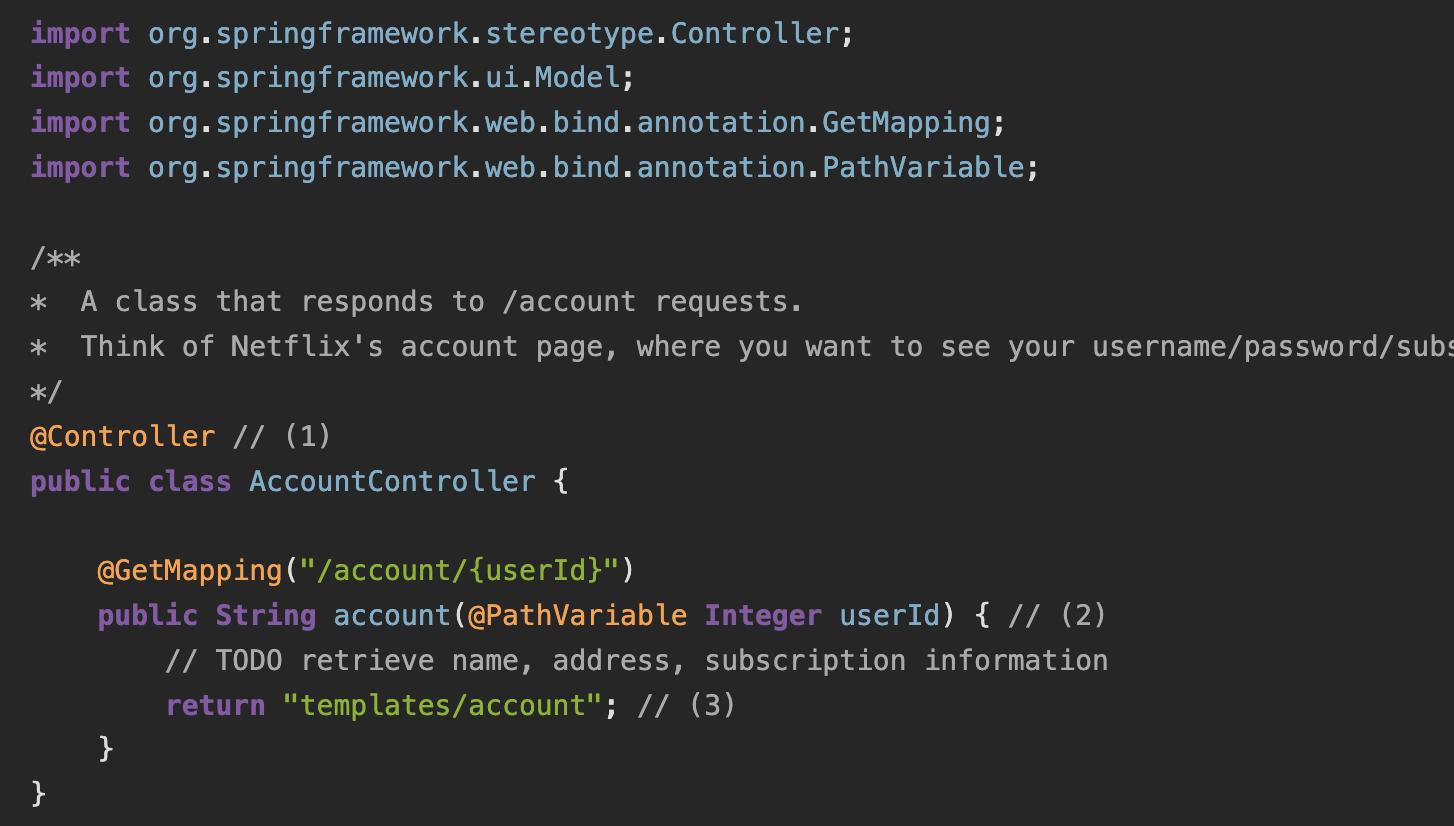 import org.springframework.stereotype.Controller;
import org.springframework.ui.Model;
import org.springframework.web.bind.annotation.GetMapping;
import org.springframework.web.bind.annotation.PathVariable;
/**
*  A class that responds to /account requests.
*  Think of Netflix's account page, where you want to see your username/password/subs
*/
@Controller // (1)
public class AccountController {
    @GetMapping("/account/{userId}")
    public String account(@PathVariable Integer userId) { // (2)
        // TODO retrieve name, address, subscription information
        return "templates/account"; // (3)
    }
}